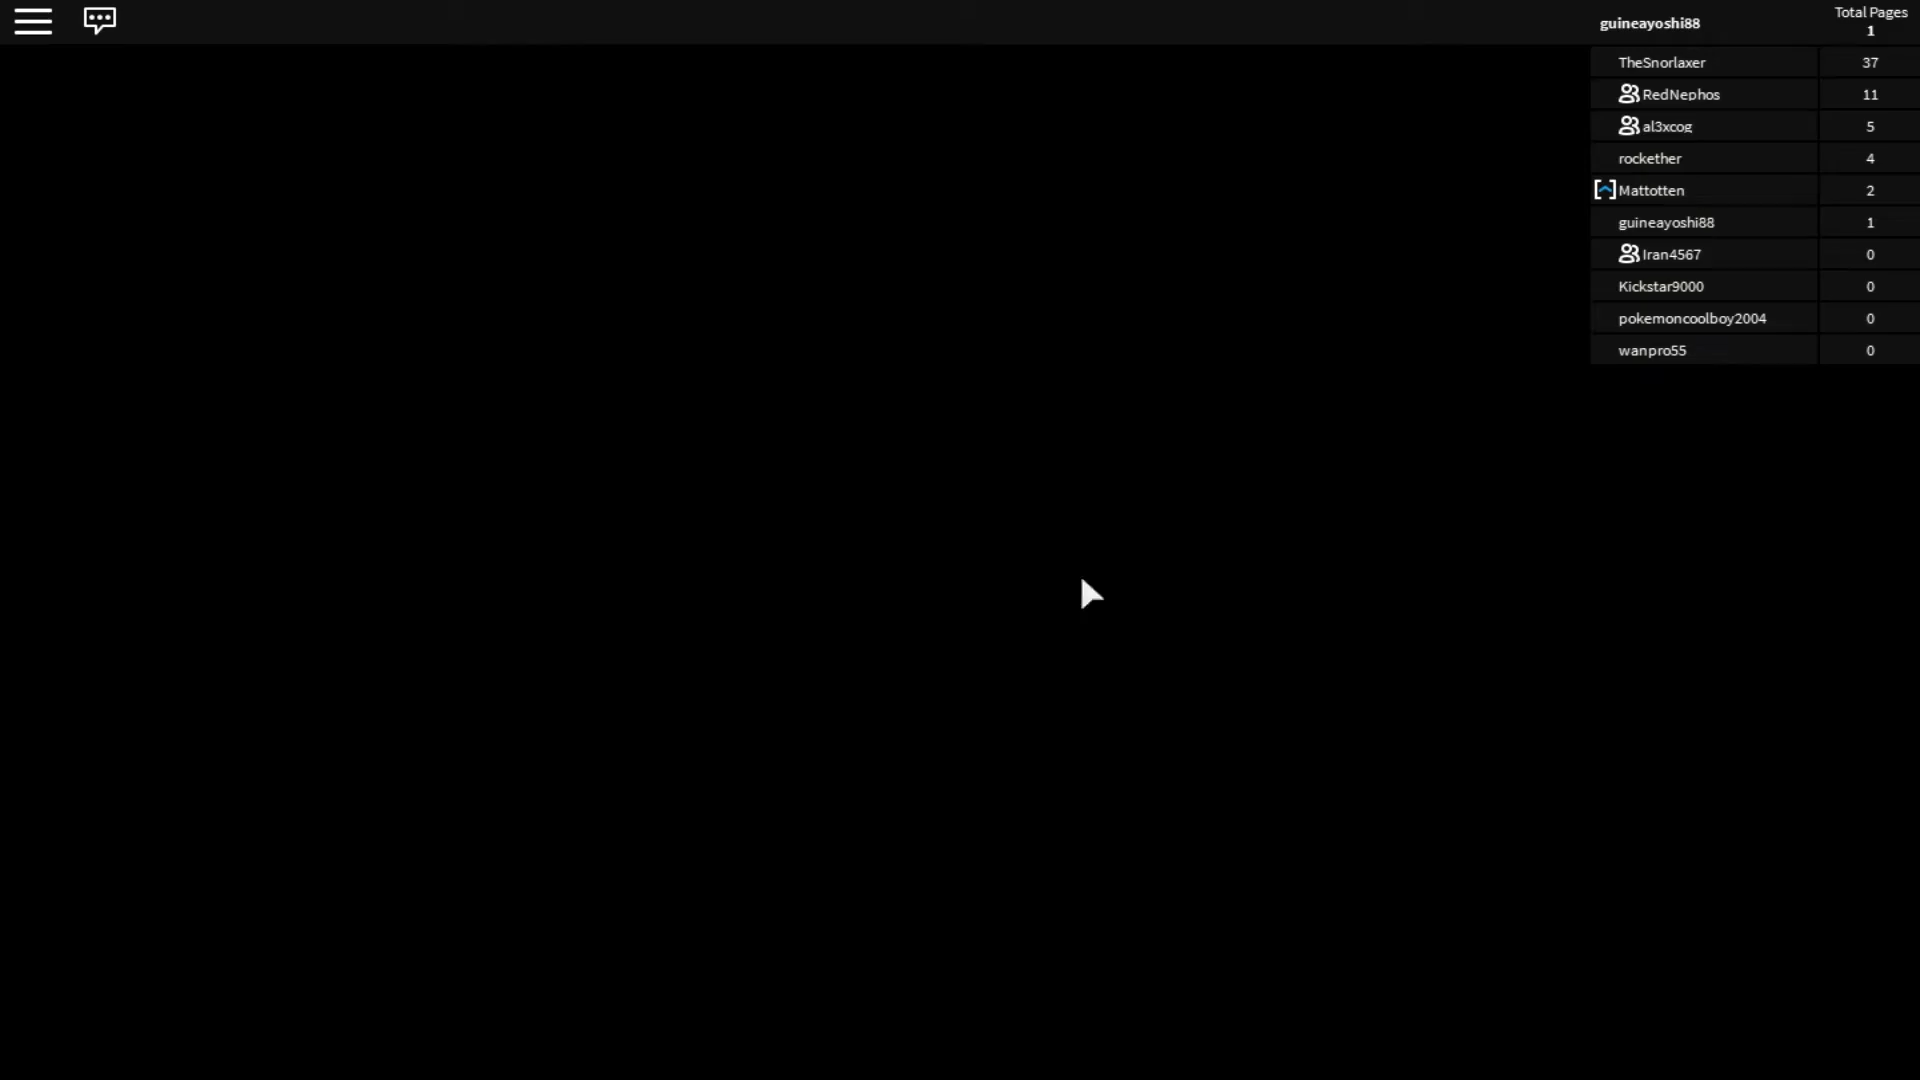 guineayoshi88 Total Pages
1
TheSnorlaxer 37
RedNephos 11
al3xcog 5
rockether 4
Mattotten 2
guineayoshi88 1
Iran4567 0
Kickstar9000 0
pokemoncoolboy2004 0
wanpro55 0